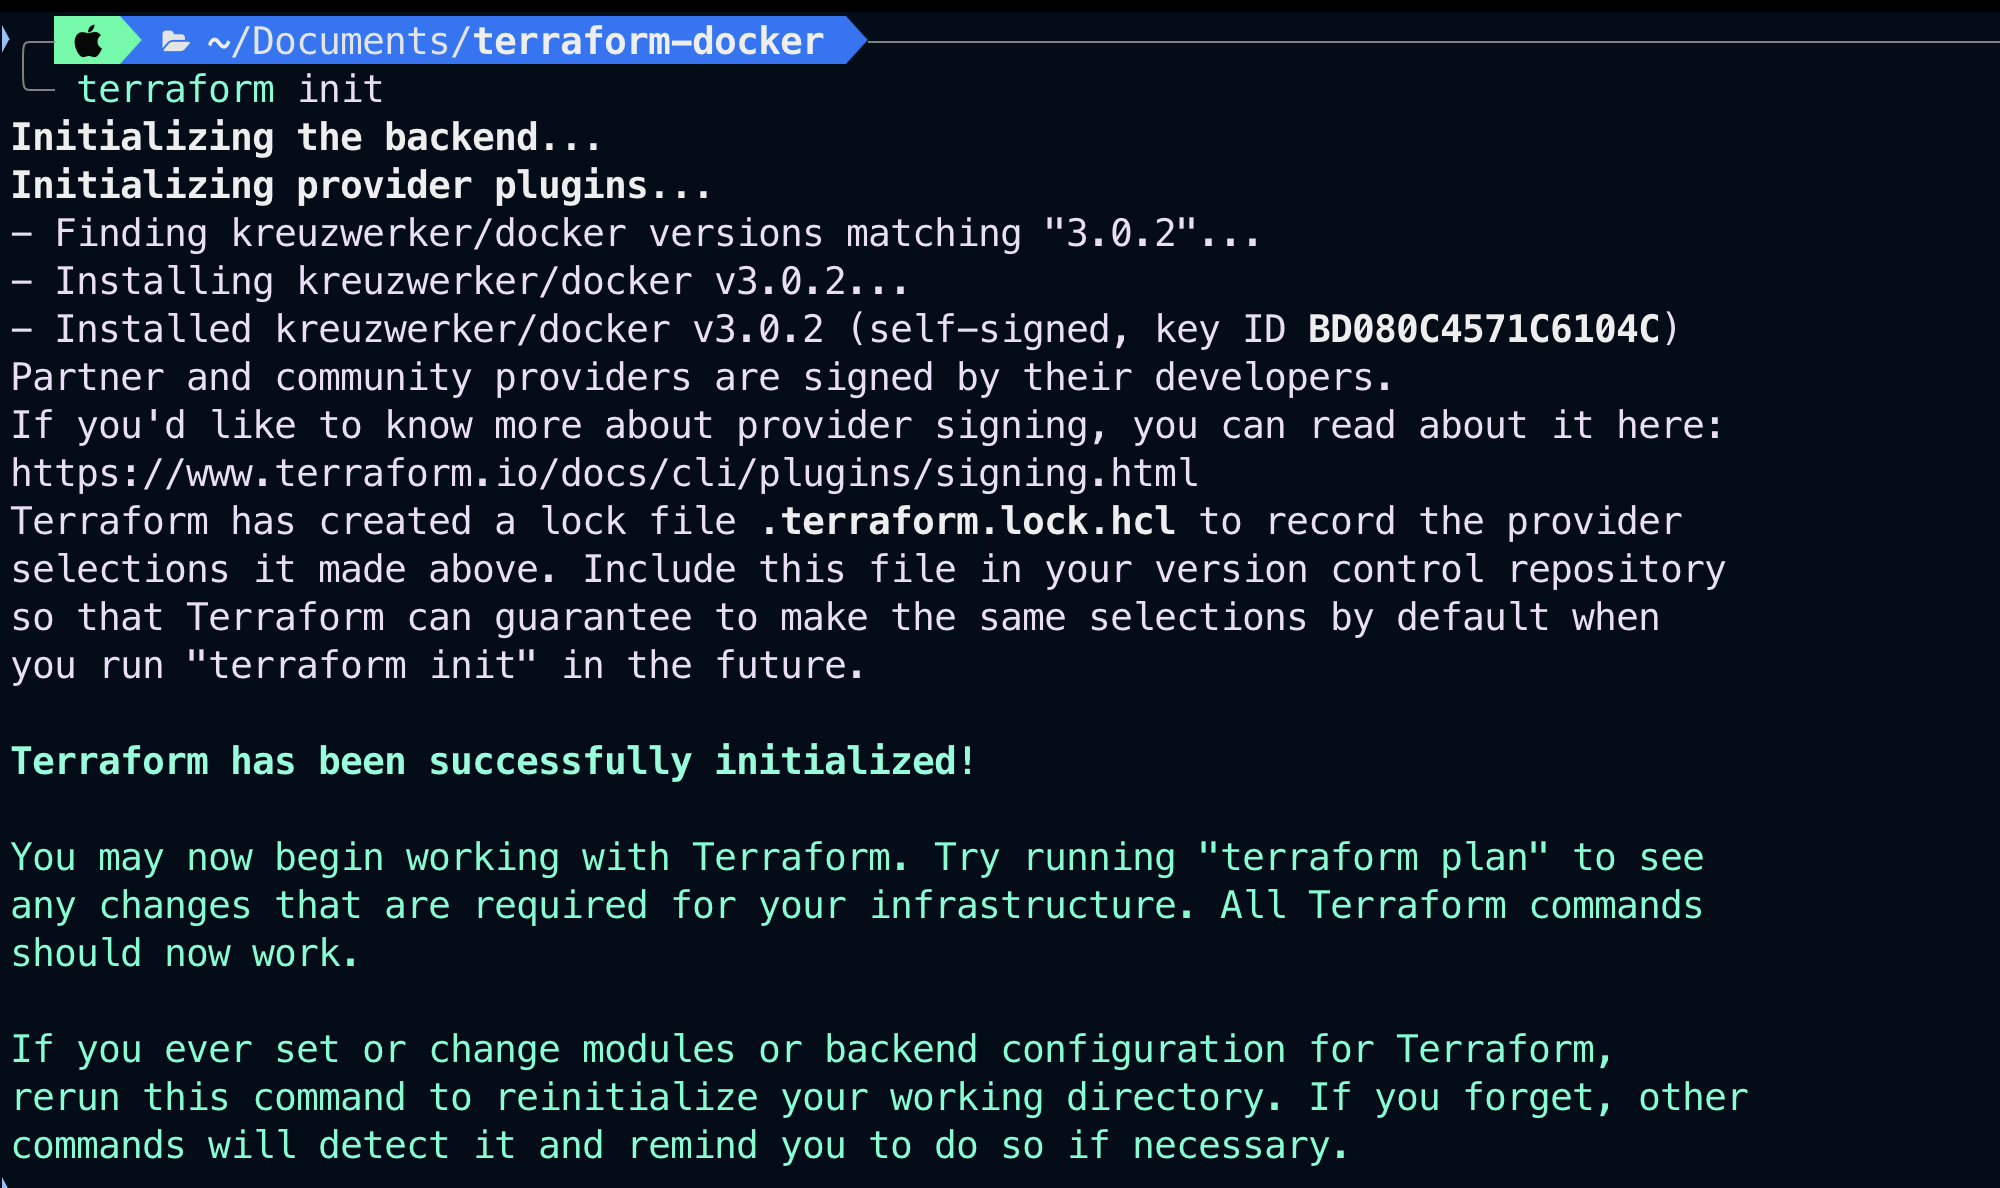 ~/Documents/terraform-docker
terraform init
Initializing the backend...
Initializing provider plugins...
- Finding kreuzwerker/docker versions matching "3.0.2"...
- Installing kreuzwerker/docker v3.0.2...
- Installed kreuzwerker/docker v3.0.2 (self-signed, key ID BD080C4571C6104C)
Partner and community providers are signed by their developers.
If you'd like to know more about provider signing, you can read about it here:
https://www.terraform.io/docs/cli/plugins/signing.html
Terraform has created a lock file .terraform.lock.hcl to record the provider
selections it made above. Include this file in your version control repository
so that Terraform can guarantee to make the same selections by default when
you run "terraform init" in the future.
Terraform has been successfully initialized!
You may now begin working with Terraform. Try running "terraform plan" to see
any changes that are required for your infrastructure. All Terraform commands
should now work.
If you ever set or change modules or backend configuration for Terraform,
rerun this command to reinitialize your working directory. If you forget, other
commands will detect it and remind you to do so if necessary.